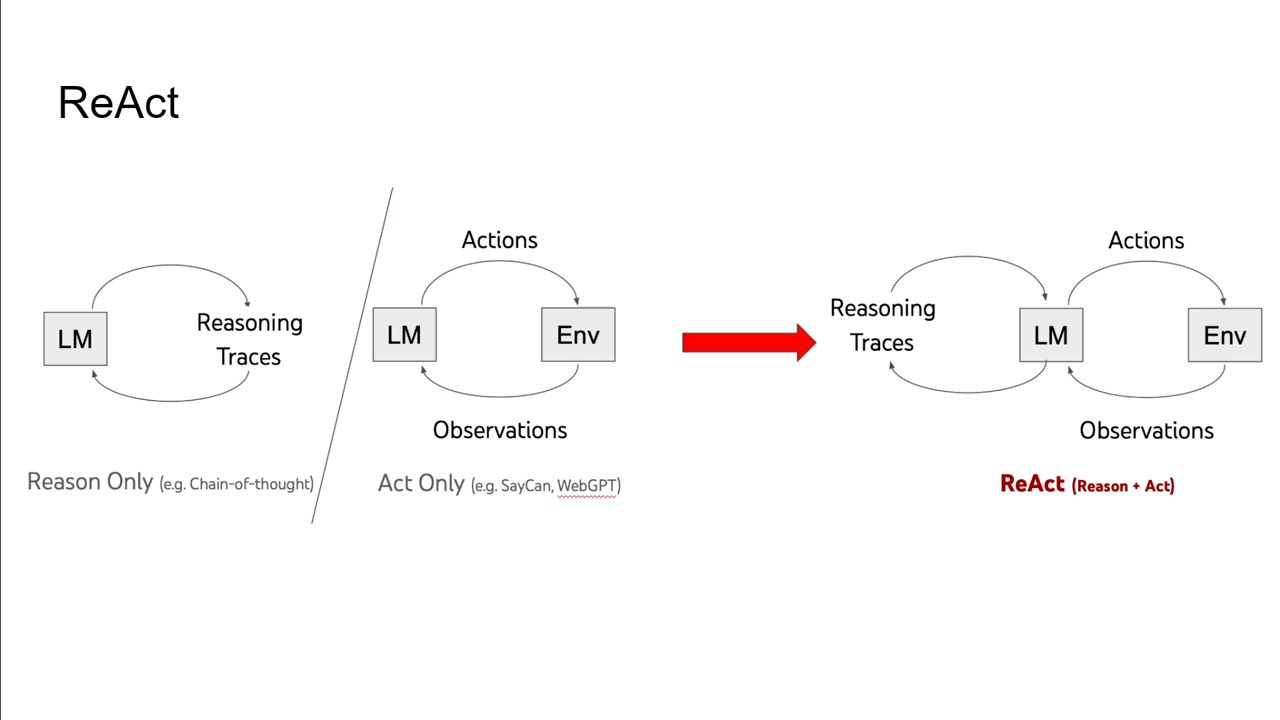 ReAct
LM
Reasoning
Traces
Reason Only (e.g. Chain-of-thought)
Actions
LM
Env
Observations
Act Only (e.g. SayCan, WebGPT)
Reasoning
Traces
LM
Actions
Env
Observations
ReAct (Reason + Act)